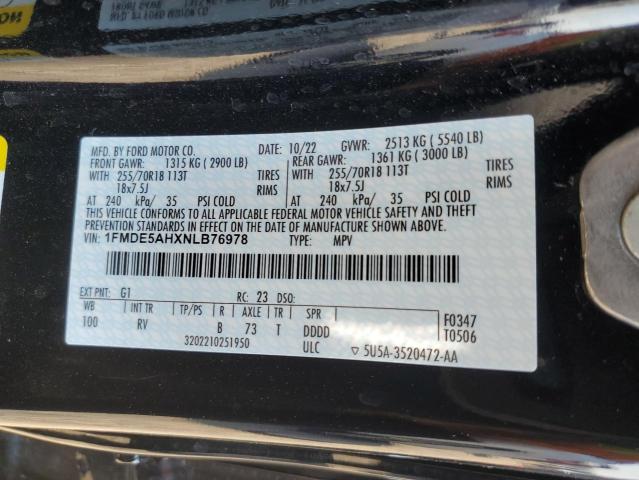 MFD. BY FORD MOTOR CO. 10/22 GVWR: 2513 KG ( 5540 LB)
FRONT GAWR: 1315 KG ( 2900 LB) REAR GAWR: 1361 KG ( 3000 LB)
WITH 255/70R18 113T TIRES WITH 255/70R18 113T TIRES
18x7.5J RIMS 18x7.5J RIMS
AT 240 kPa/ 35 PSI COLD AT 240 kPa/ 35 PSI COLD
THIS VEHICLE CONFORMS TO ALL APPLICABLE FEDERAL MOTOR VEHICLE SAFETY AND THEFT
PREVENTION STANDARDS IN EFFECT ON THE DATE OF MANUFACTURE SHOWN ABOVE.
VIN: 1FMDE5AHXNLB76978 TYPE: MPV
EXT PNT: G1 RC: 23 DSO:
WB INT TR TP/PS R AXLE TR SPR F0347
100 RV B 73 T DDDD T0506
3202210251950 ULC ▽ 5U5A-3520472-AA